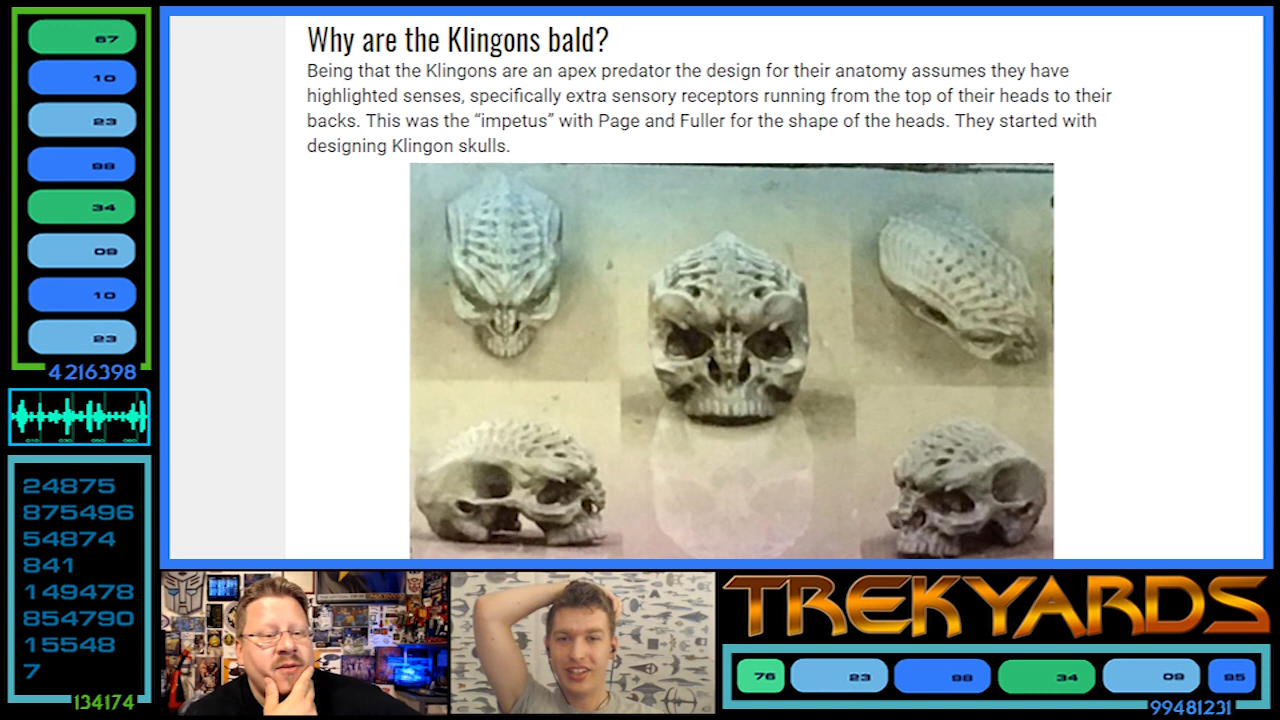 67
10
23
98
34
09
10
23
4216398
24875
875496
54874
841
149478
854790
15548
7
134174
Why are the Klingons bald?
Being that the Klingons are an apex predator the design for their anatomy assumes they have
highlighted senses, specifically extra sensory receptors running from the top of their heads to their
backs. This was the “impetus” with Page and Fuller for the shape of the heads. They started with
designing Klingon skulls.
TREKYARDS
76 23 98 34 09 95
99481231